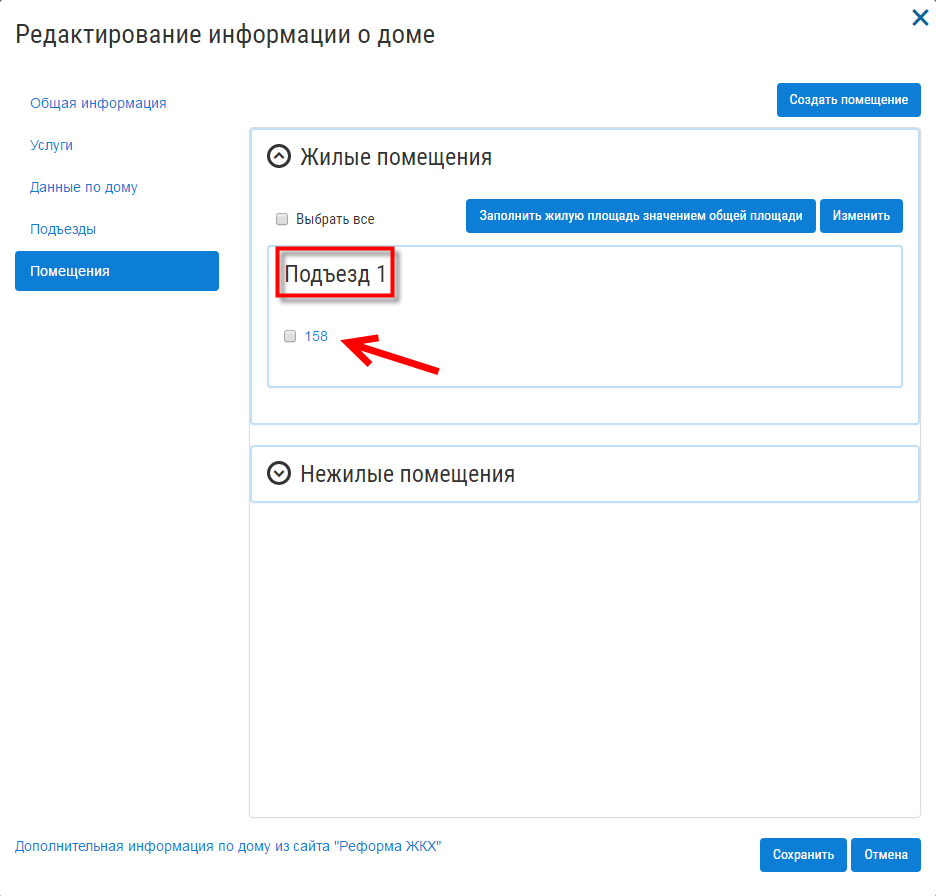 Редактирование информации о доме
Общая информация
Услуги
Данные по дому
Подъезды
Помещения
Создать помещение
Жилые помещения
Выбрать все
Заполнить жилую площадь значением общей площади
Изменить
Подъезд 1
158
Нежилые помещения
Дополнительная информация по дому из сайта "Реформа ЖКХ"
Сохранить
Отмена